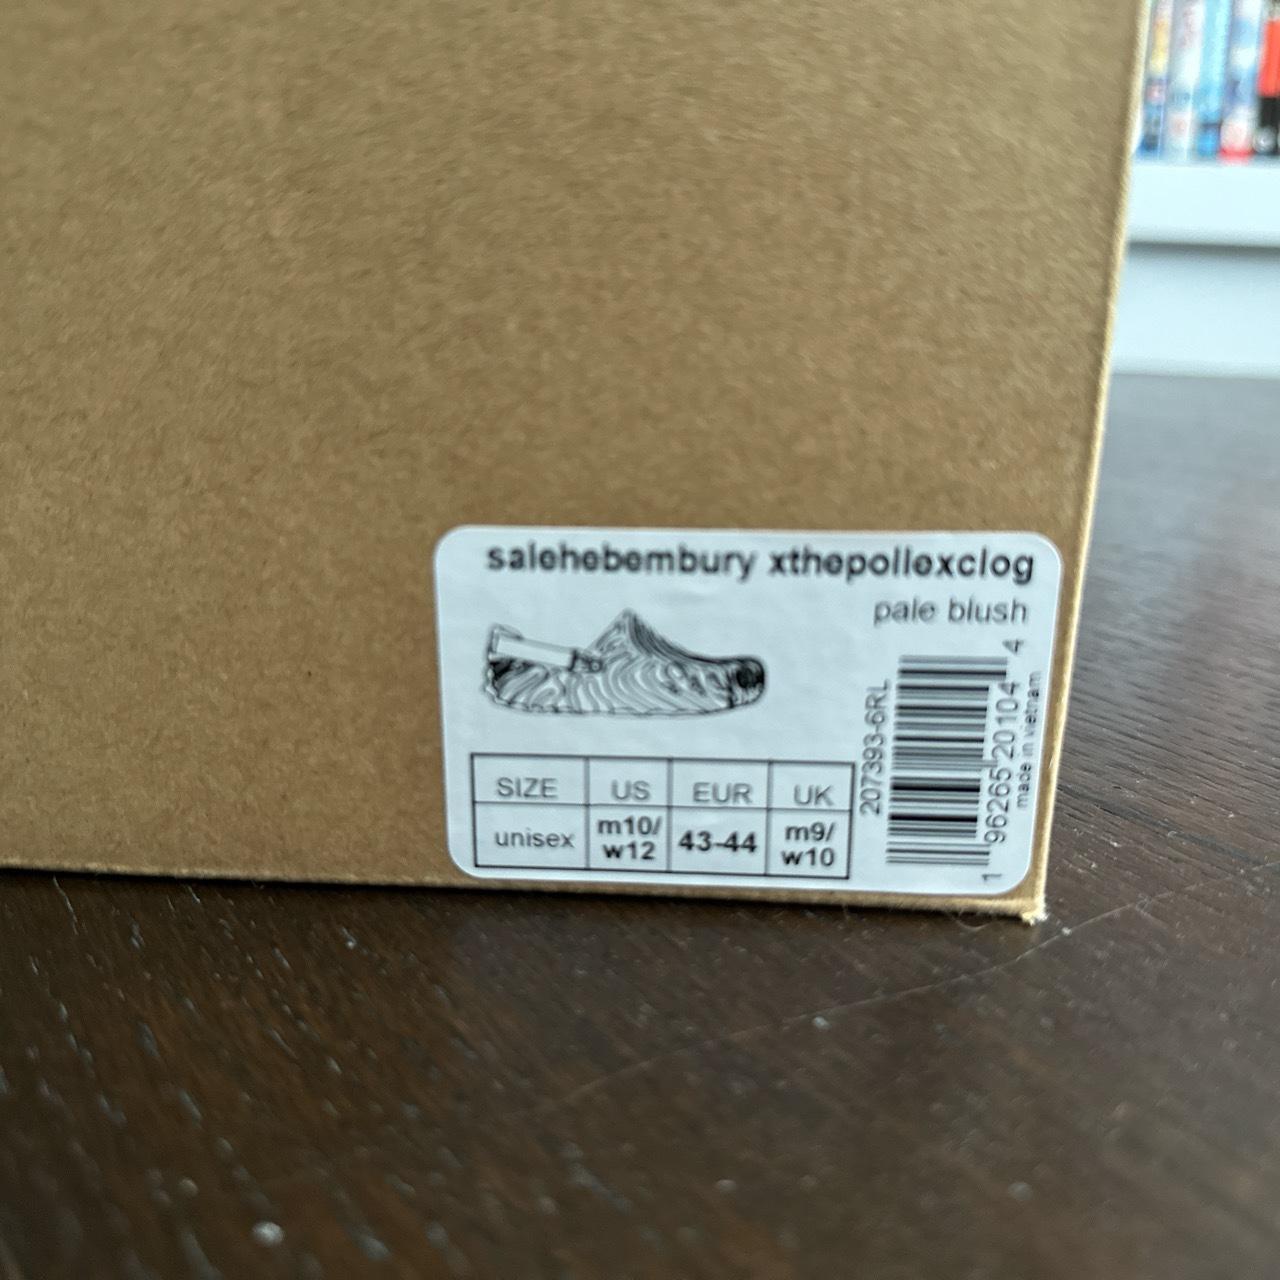 salehebembury xthepollexclog
pale blush
SIZE US EUR UK
unisex m10/ w12 43-44 m9/ w10
207393-6RL
1 96265 20104 4
made in vietnam